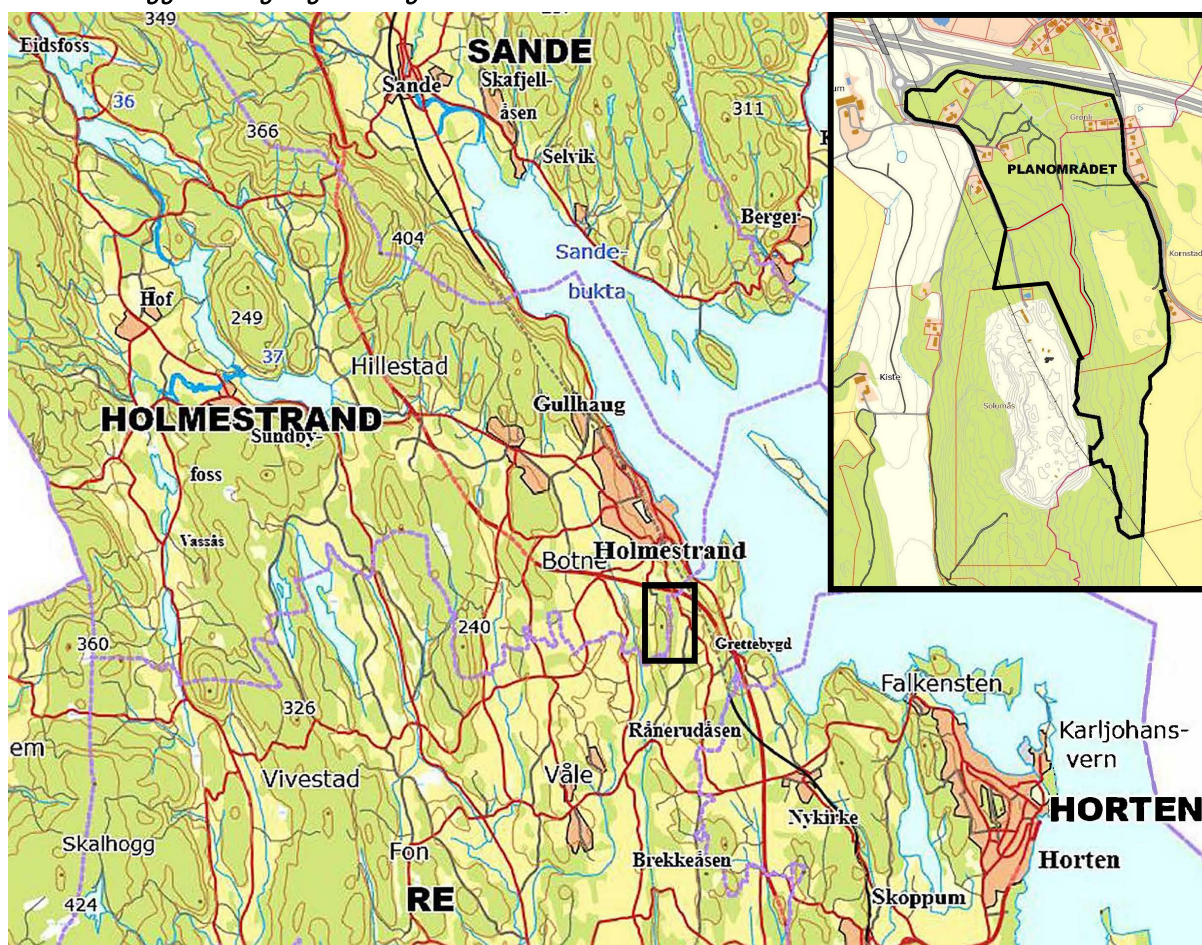 349
SANDE
Eidsfoss
Sande
Skafjell-
åsen
311
36
366
Selvik
PLANOMRÅDET
Grønli
Berger
404
Sande-
bukta
Kornstad
Hof
249
37
Hillestad
Kiste
Solumås
Gullhaug
HOLMESTRAND
Sundby-
foss
Vassås
Botne
Holmestrand
240
360
Grettebygd
Falkensten
326
Rånerudåsen
Karljohans-
vern
em
Vivestad
Våle
Nykirke
HORTEN
Skalhogg
Fon
Brekkeåsen
Horten
RE
Skoppum
424